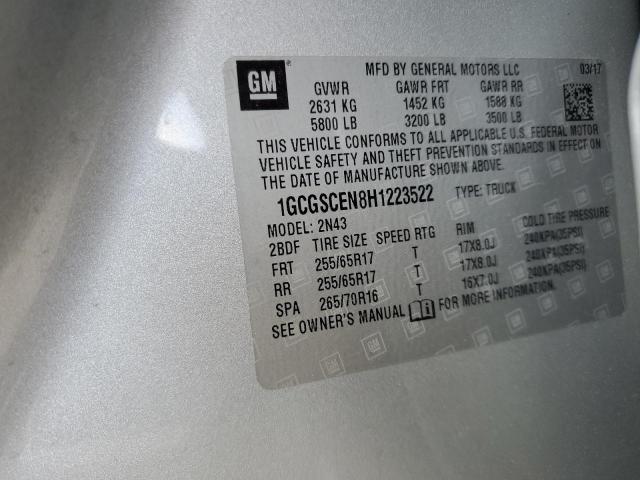 GM
MFD BY GENERAL MOTORS LLC 03/17
GVWR GAWR FRT GAWR RR
2631 KG 1452 KG 1588 KG
5800 LB 3200 LB 3500 LB
THIS VEHICLE CONFORMS TO ALL APPLICABLE U.S. FEDERAL MOTOR
VEHICLE SAFETY AND THEFT PREVENTION STANDARDS IN EFFECT ON
THE DATE OF MANUFACTURE SHOWN ABOVE.
1GCGSCEN8H1223522 TYPE: TRUCK
MODEL: 2N43
2BDF TIRE SIZE SPEED RTG RIM COLD TIRE PRESSURE
FRT 255/65R17 T 17X8.0J 240KPA(35PSI)
RR 255/65R17 T 17X8.0J 240KPA(35PSI)
SPA 265/70R16 T 16X7.0J 240KPA(35PSI)
SEE OWNER'S MANUAL FOR MORE INFORMATION.